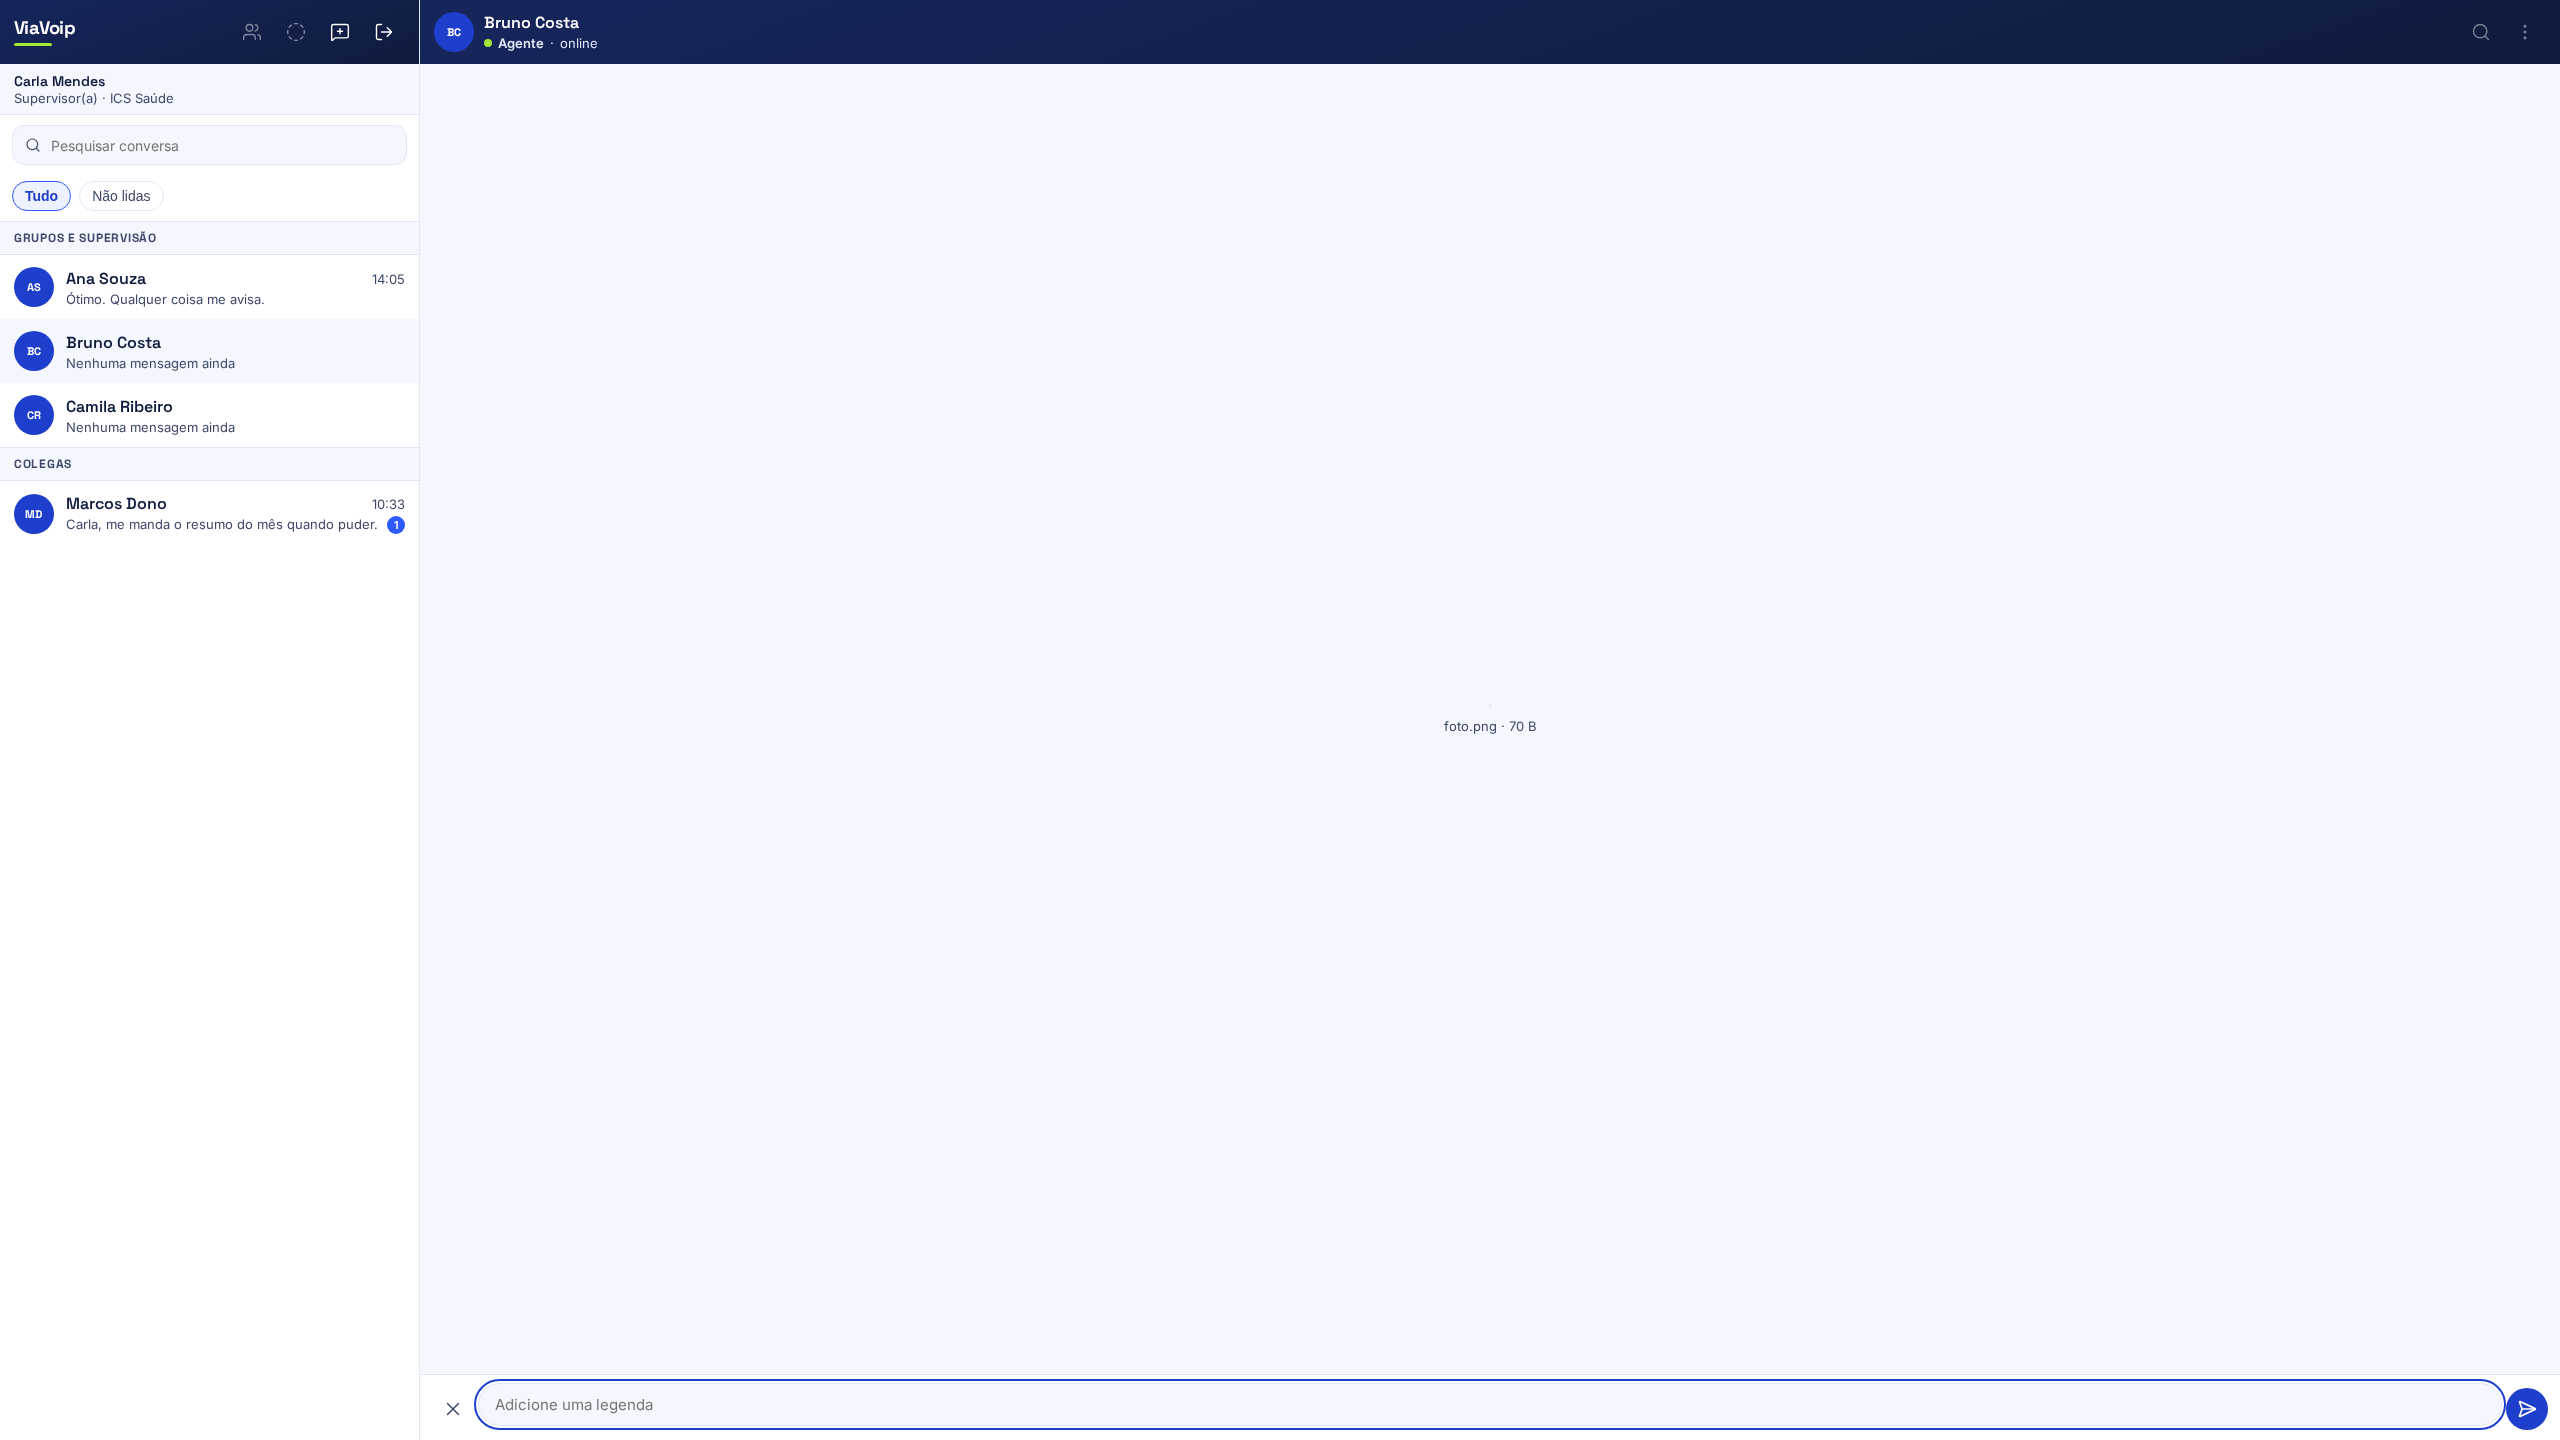 ViaVoip
Carla Mendes
Supervisor(a) · ICS Saúde
Pesquisar conversa
Tudo
Não lidas
GRUPOS E SUPERVISÃO
AS
Ana Souza
14:05
Ótimo. Qualquer coisa me avisa.
BC
Bruno Costa
Nenhuma mensagem ainda
CR
Camila Ribeiro
Nenhuma mensagem ainda
COLEGAS
MD
Marcos Dono
10:33
Carla, me manda o resumo do mês quando puder.
1
BC
Bruno Costa
Agente · online
foto.png · 70 B
Adicione uma legenda